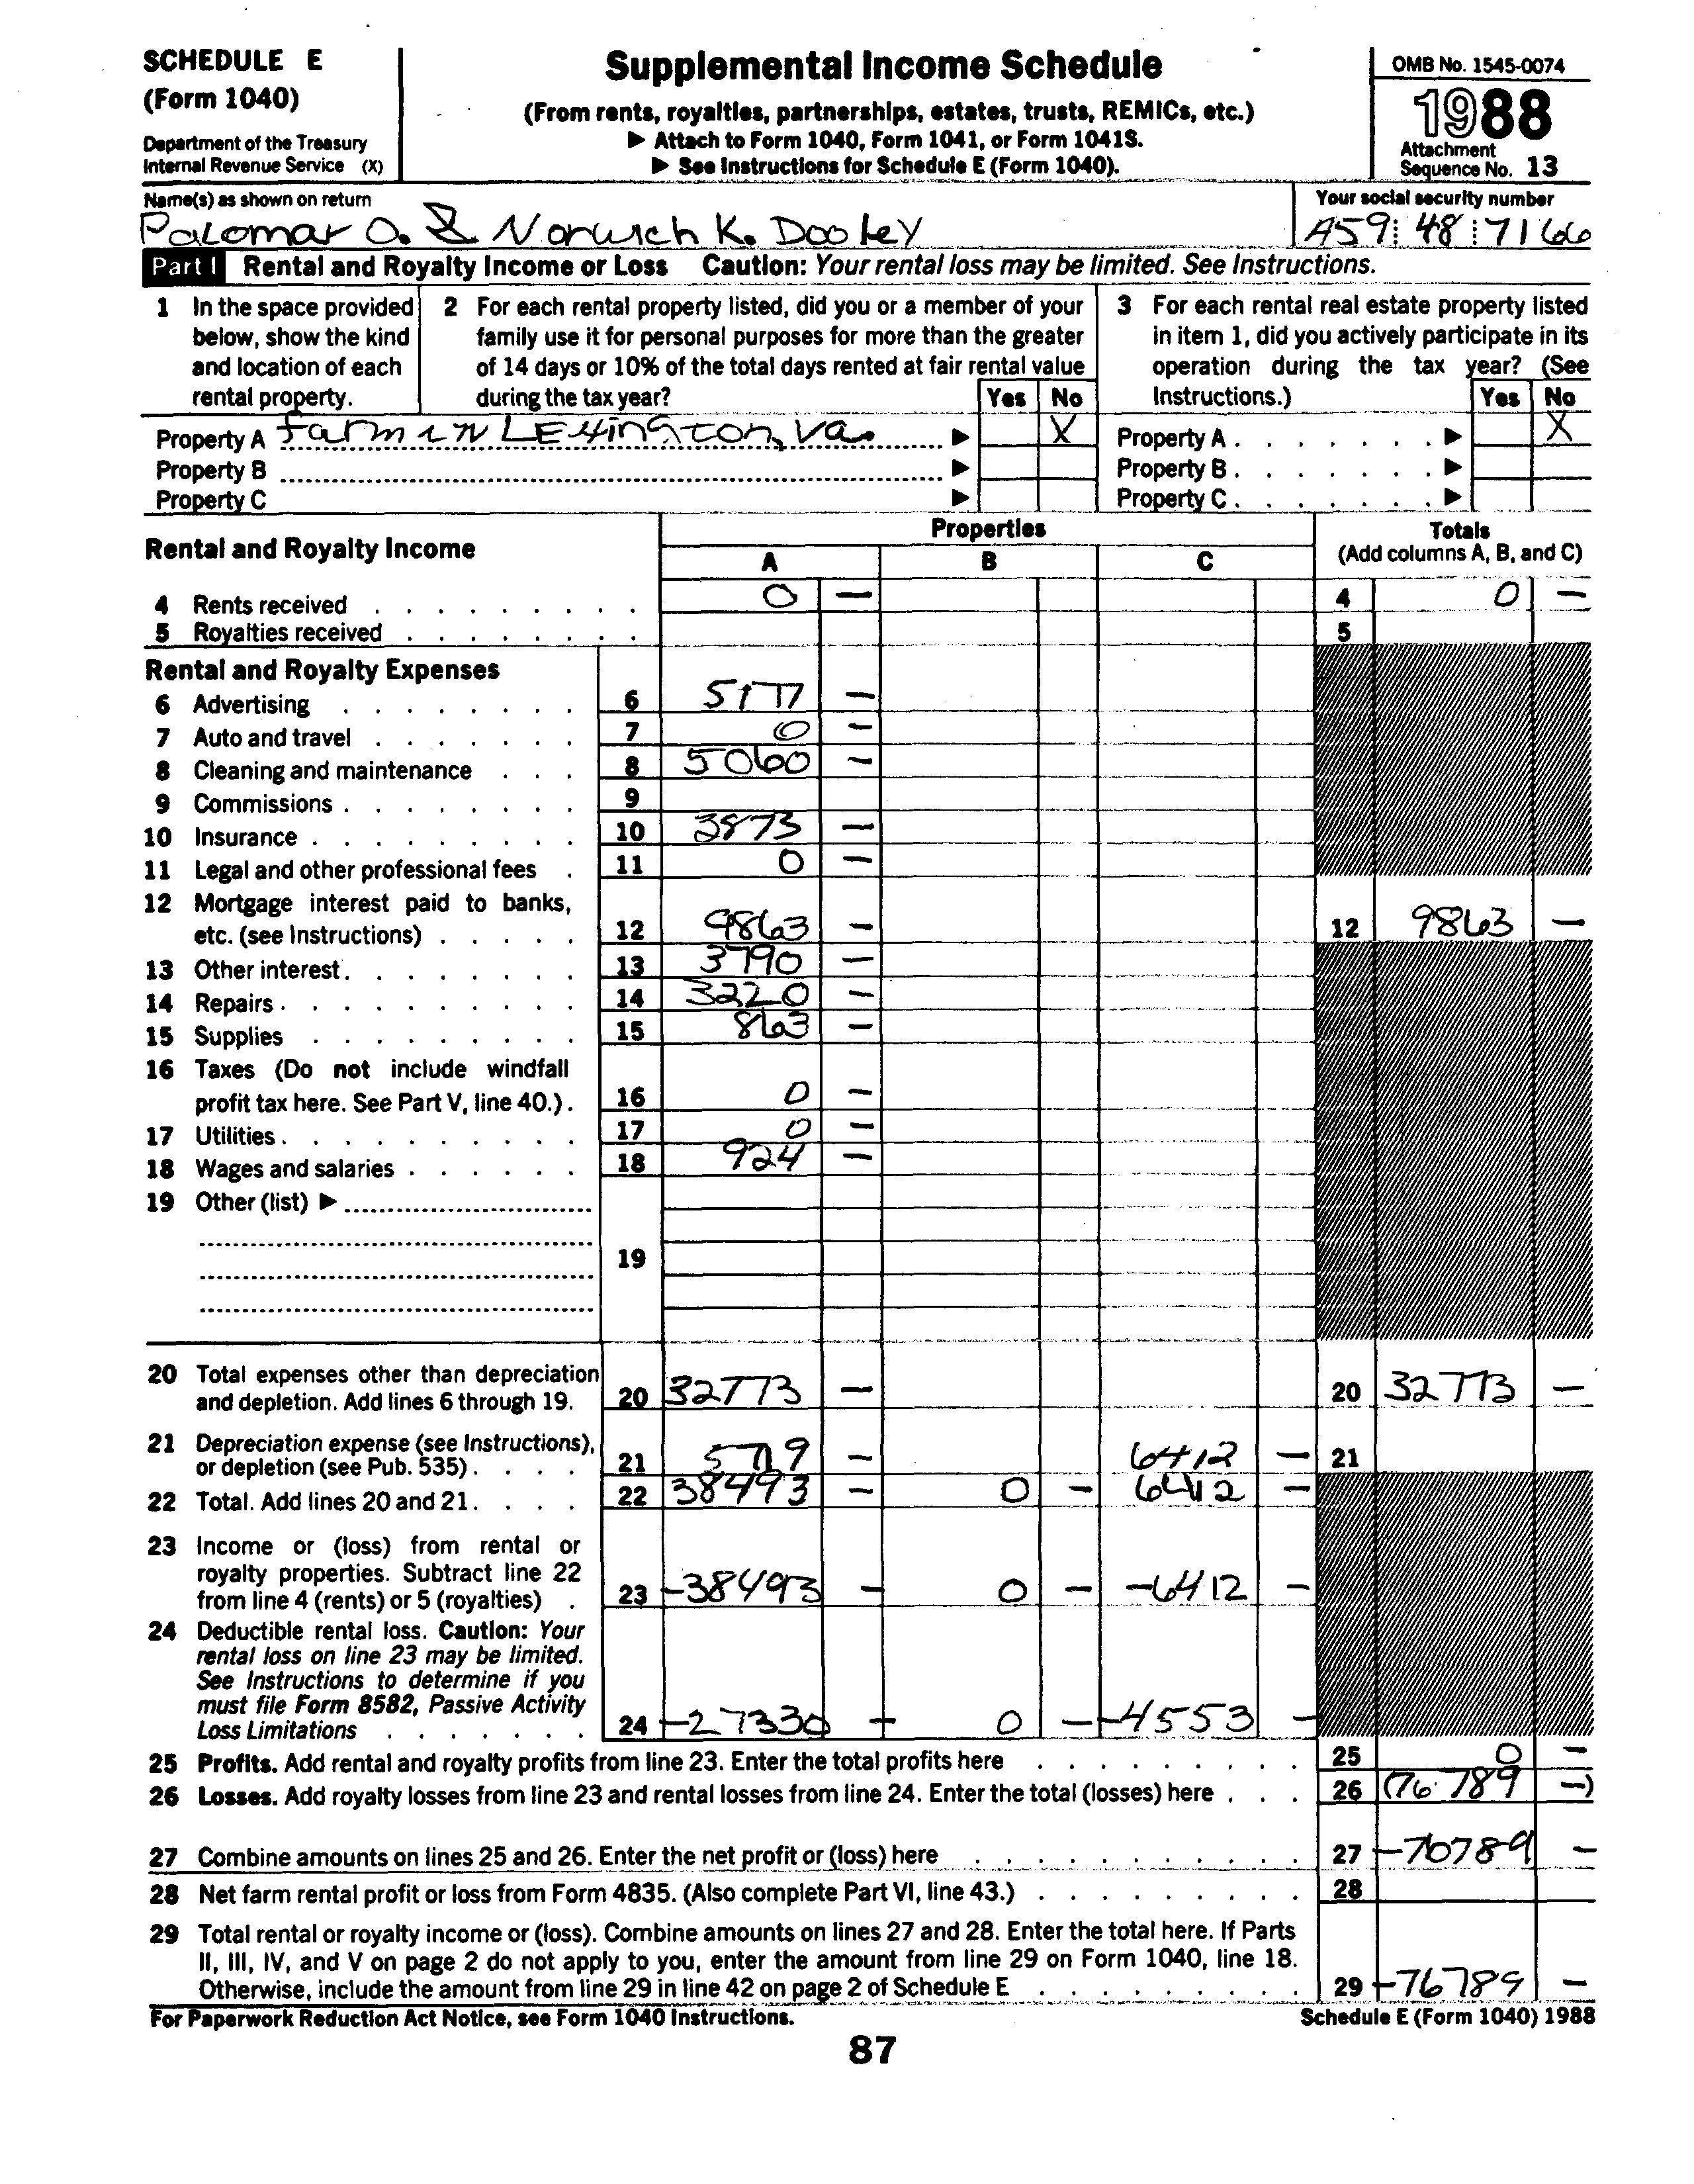 SCHEDULE E
(Form 1040)
Department of the Treasury
Internal Revenue Service (X)
Supplemental Income Schedule
(From rents, royalties, partnerships, estates, trusts, REMICs, etc.)
▶ Attach to Form 1040, Form 1041, or Form 1041S.
▶ See Instructions for Schedule E (Form 1040).
OMB No. 1545-0074
1988
Attachment
Sequence No. 13
Name(s) as shown on return
Palomar O. & Norwich K. Dooley
Your social security number
A59 48 7166
Part I Rental and Royalty Income or Loss Caution: Your rental loss may be limited. See Instructions.
1 In the space provided
below, show the kind
and location of each
rental property.
2 For each rental property listed, did you or a member of your
family use it for personal purposes for more than the greater
of 14 days or 10% of the total days rented at fair rental value
during the tax year? Yes No
3 For each rental real estate property listed
in item 1, did you actively participate in its
operation during the tax year? (See
Instructions.) Yes No
Property A Farm in LExington, Va. ▶ X Property A . . . . . . . ▶ X
Property B ▶ Property B . . . . . . . ▶
Property C ▶ Property C . . . . . . . ▶
Rental and Royalty Income Properties Totals
A B C (Add columns A, B, and C)
4 Rents received 0 — 4 0 —
5 Royalties received 5
Rental and Royalty Expenses
6 Advertising 6 5177 —
7 Auto and travel 7 0 —
8 Cleaning and maintenance 8 5060 —
9 Commissions 9
10 Insurance 10 3873 —
11 Legal and other professional fees 11 0 —
12 Mortgage interest paid to banks,
etc. (see Instructions) 12 9863 — 12 9863 —
13 Other interest 13 3790 —
14 Repairs 14 3220 —
15 Supplies 15 863 —
16 Taxes (Do not include windfall
profit tax here. See Part V, line 40.) 16 0 —
17 Utilities 17 0 —
18 Wages and salaries 18 924 —
19 Other (list) ▶
19
20 Total expenses other than depreciation
and depletion. Add lines 6 through 19. 20 32773 — 20 32773 —
21 Depreciation expense (see Instructions),
or depletion (see Pub. 535) 21 5719 — 6412 — 21
22 Total. Add lines 20 and 21 22 38493 — 0 — 6412 —
23 Income or (loss) from rental or
royalty properties. Subtract line 22
from line 4 (rents) or 5 (royalties) 23 -38493 — 0 — -6412 —
24 Deductible rental loss. Caution: Your
rental loss on line 23 may be limited.
See Instructions to determine if you
must file Form 8582, Passive Activity
Loss Limitations 24 -27330 — 0 — -4553 —
25 Profits. Add rental and royalty profits from line 23. Enter the total profits here 25 0 —
26 Losses. Add royalty losses from line 23 and rental losses from line 24. Enter the total (losses) here 26 (76789 —)
27 Combine amounts on lines 25 and 26. Enter the net profit or (loss) here 27 -76789 —
28 Net farm rental profit or loss from Form 4835. (Also complete Part VI, line 43.) 28
29 Total rental or royalty income or (loss). Combine amounts on lines 27 and 28. Enter the total here. If Parts
II, III, IV, and V on page 2 do not apply to you, enter the amount from line 29 on Form 1040, line 18.
Otherwise, include the amount from line 29 in line 42 on page 2 of Schedule E 29 -76789 —
For Paperwork Reduction Act Notice, see Form 1040 Instructions. Schedule E (Form 1040) 1988
87